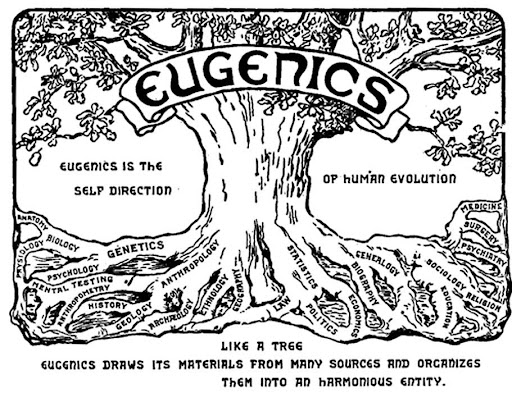 EUGENICS
EUGENICS IS THE
SELF DIRECTION
OF HUMAN EVOLUTION
ANATOMY
PHYSIOLOGY
BIOLOGY
GENETICS
PSYCHOLOGY
MENTAL TESTING
ANTHROPOMETRY
HISTORY
GEOLOGY
ANTHROPOLOGY
ARCHÆOLOGY
ETHNOLOGY
GEOGRAPHY
LAW
STATISTICS
POLITICS
ECONOMICS
BIOGRAPHY
GENEALOGY
EDUCATION
SOCIOLOGY
RELIGION
PSYCHIATRY
SURGERY
MEDICINE
LIKE A TREE
EUGENICS DRAWS ITS MATERIALS FROM MANY SOURCES AND ORGANIZES
THEM INTO AN HARMONIOUS ENTITY.